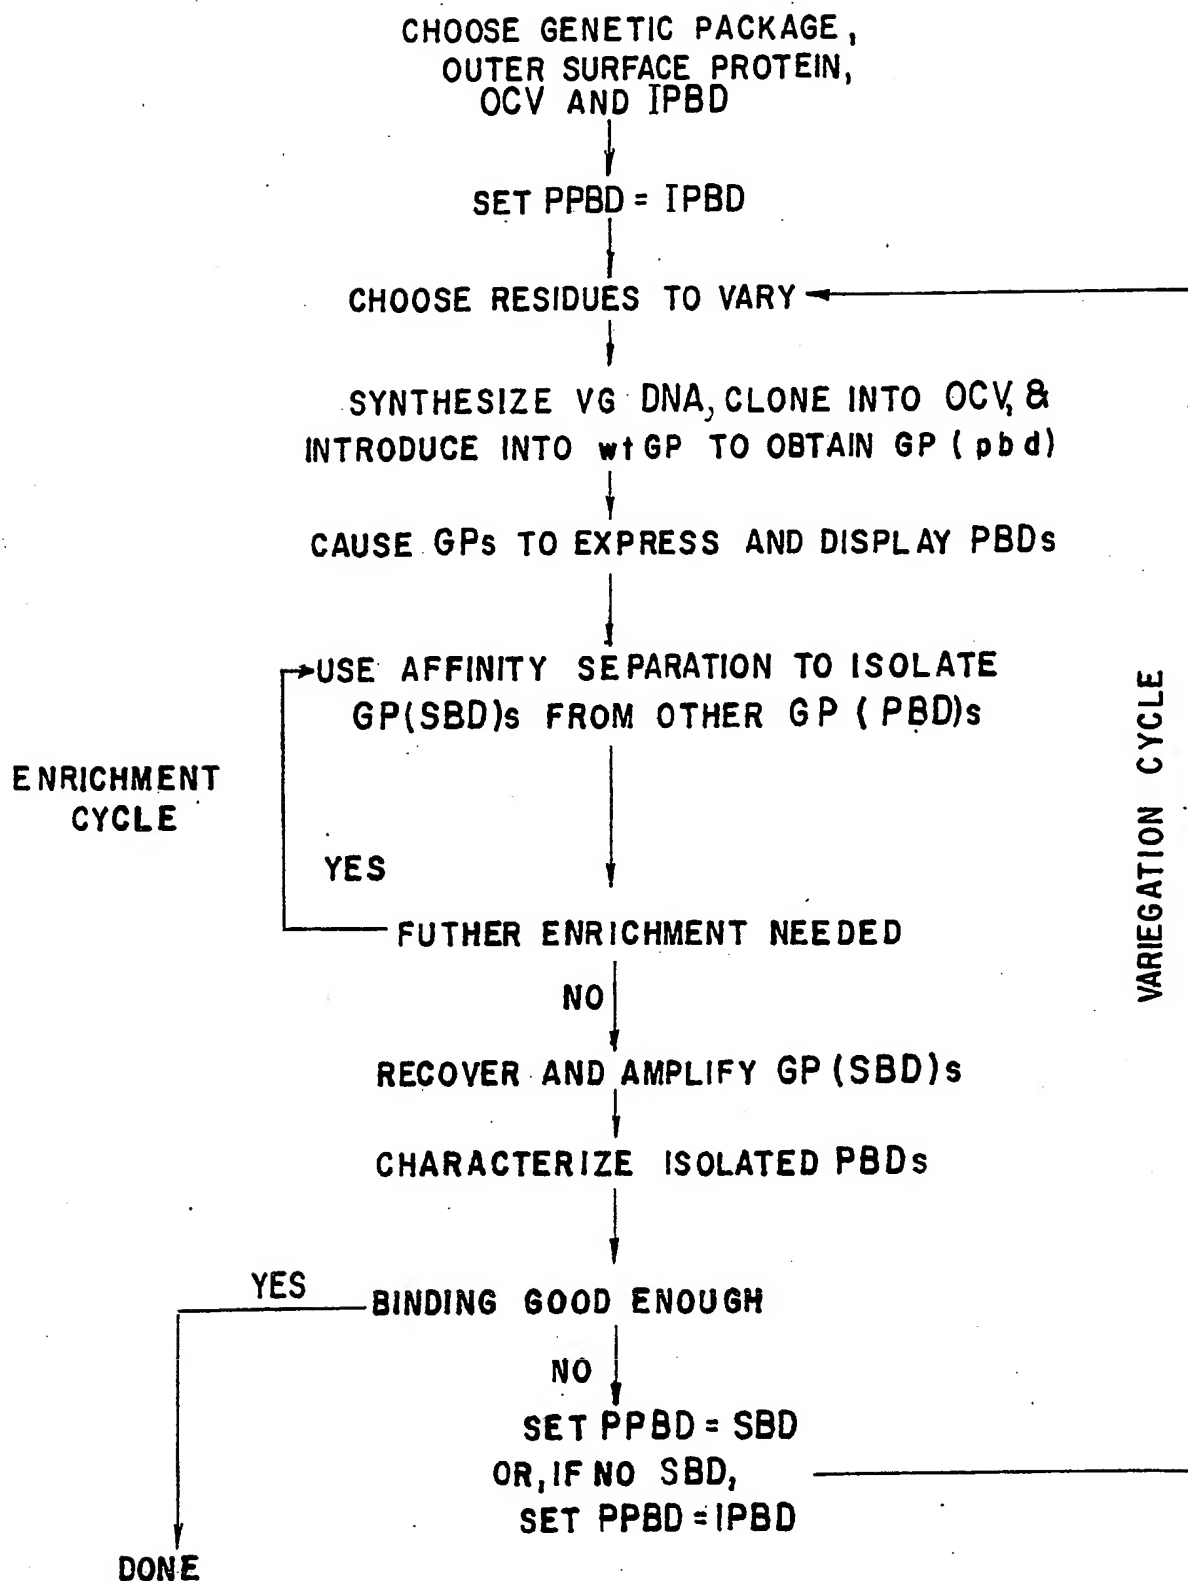 CHOOSE GENETIC PACKAGE,
OUTER SURFACE PROTEIN,
OCV AND IPBD
SET PPBD = IPBD
CHOOSE RESIDUES TO VARY
SYNTHESIZE VG DNA, CLONE INTO OCV, &
INTRODUCE INTO wtGP TO OBTAIN GP (pbd)
CAUSE GPs TO EXPRESS AND DISPLAY PBDs
USE AFFINITY SEPARATION TO ISOLATE
GP(SBD)s FROM OTHER GP (PBD)s
ENRICHMENT
CYCLE
VARIEGATION CYCLE
YES
FUTHER ENRICHMENT NEEDED
NO
RECOVER AND AMPLIFY GP (SBD)s
CHARACTERIZE ISOLATED PBDs
YES
BINDING GOOD ENOUGH
NO
SET PPBD = SBD
OR, IF NO SBD,
SET PPBD = IPBD
DONE